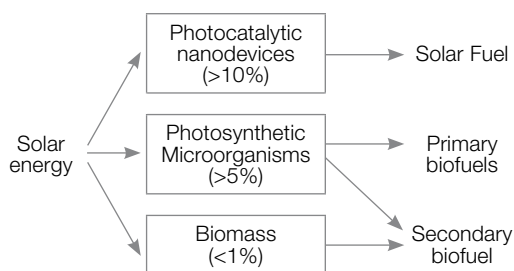 Photocatalytic
nanodevices
(>10%)
Solar Fuel
Solar
energy
Photosynthetic
Microorganisms
(>5%)
Primary
biofuels
Biomass
(<1%)
Secondary
biofuel